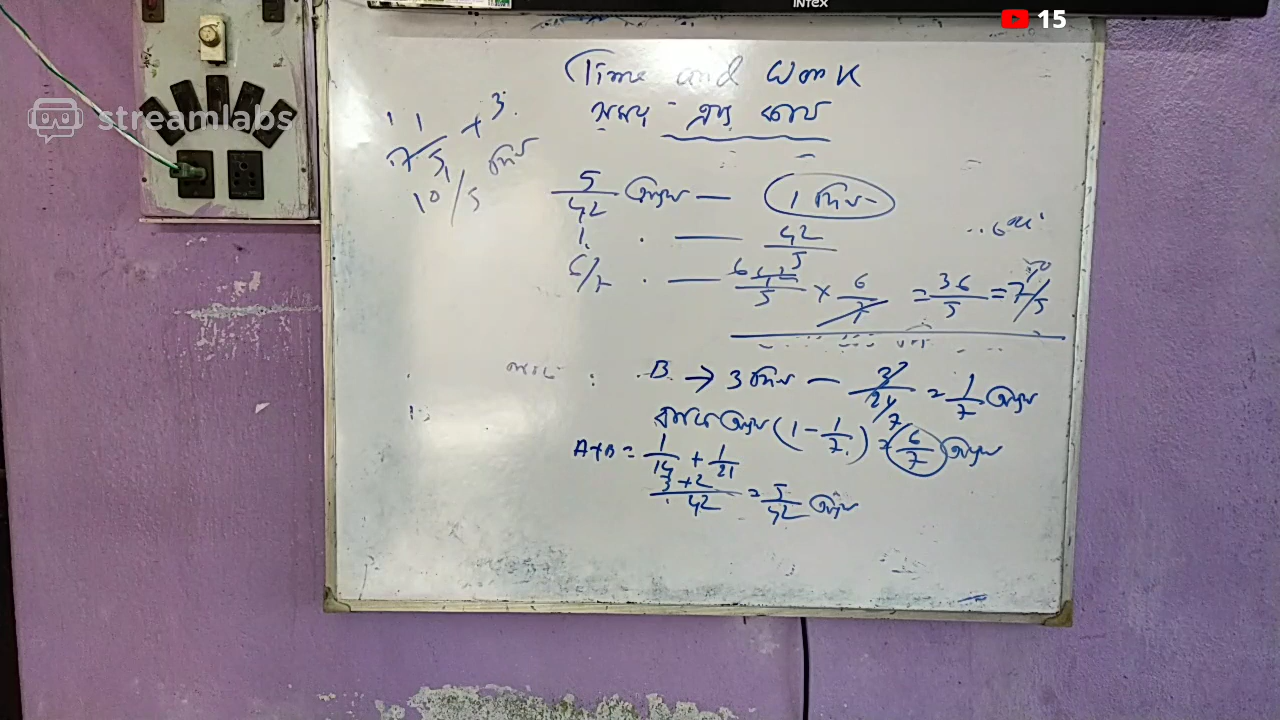 INTEX
15
streamlabs
Time and Work
সময় এবং কাজ
7 1/5 + 3
10/5 দিন
5/42 অংশ — 1 দিন
1 . — 42/5
6/7 . — 42/5 × 6/7 = 36/5 = 7/5
B → 3 দিন — 3/21 = 1/7 অংশ
অংশ (1 - 1/7) = 6/7 অংশ
A+B = 1/14 + 1/21
3+2/42 = 5/42 অংশ